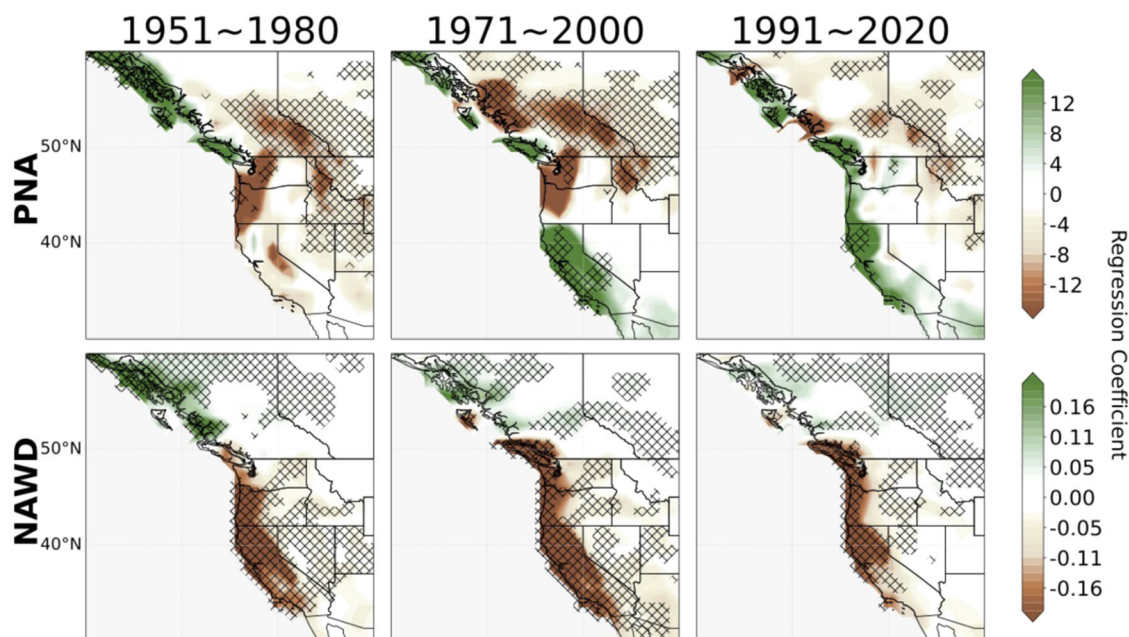 1951~1980 1971~2000 1991~2020
PNA
50°N
40°N
12
8
4
0
-4
-8
-12
NAWD
50°N
40°N
0.16
0.11
0.05
0.00
-0.05
-0.11
-0.16
Regression Coefficient